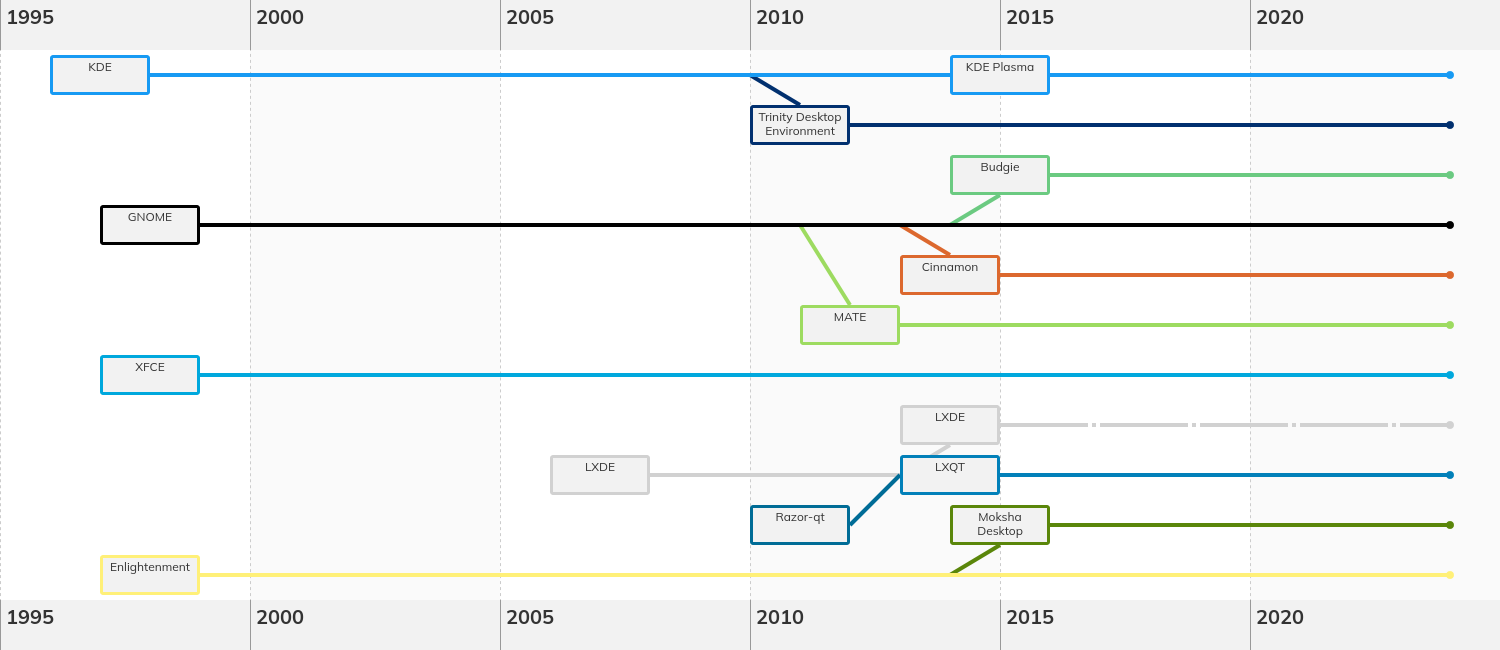 1995
2000
2005
2010
2015
2020
KDE
KDE Plasma
Trinity Desktop
Environment
Budgie
GNOME
Cinnamon
MATE
XFCE
LXDE
LXDE
LXQT
Razor-qt
Moksha
Desktop
Enlightenment
1995
2000
2005
2010
2015
2020